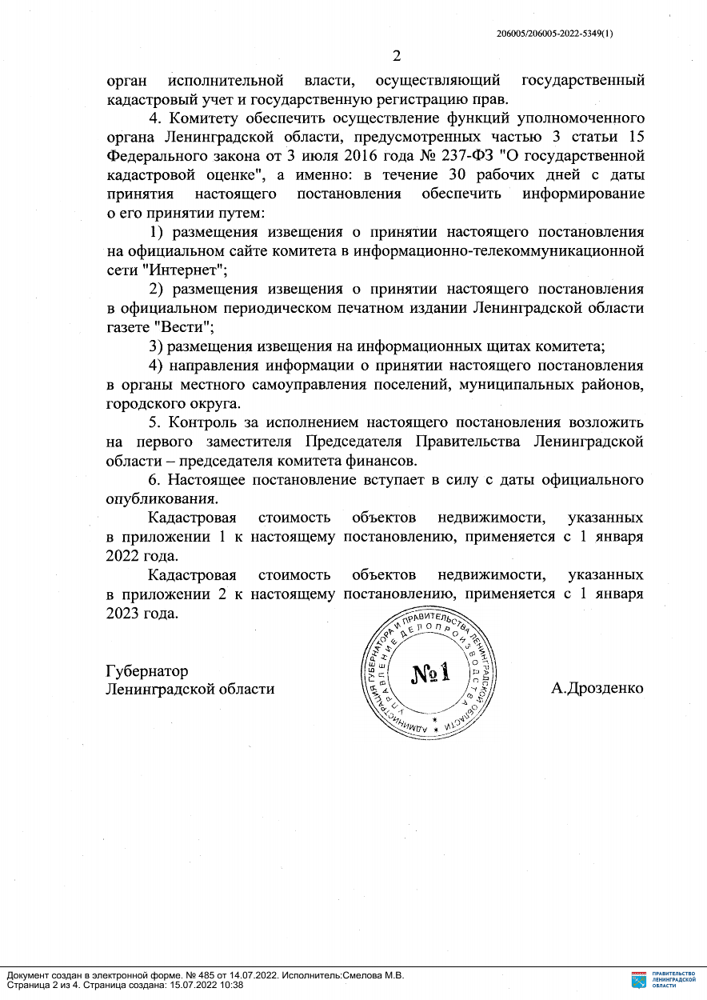 206005/206005-2022-5349(1)
2
орган исполнительной власти, осуществляющий государственный
кадастровый учет и государственную регистрацию прав.
4. Комитету обеспечить осуществление функций уполномоченного
органа Ленинградской области, предусмотренных частью 3 статьи 15
Федерального закона от 3 июля 2016 года № 237-ФЗ "О государственной
кадастровой оценке", а именно: в течение 30 рабочих дней с даты
принятия настоящего постановления обеспечить информирование
о его принятии путем:
1) размещения извещения о принятии настоящего постановления
на официальном сайте комитета в информационно-телекоммуникационной
сети "Интернет";
2) размещения извещения о принятии настоящего постановления
в официальном периодическом печатном издании Ленинградской области
газете "Вести";
3) размещения извещения на информационных щитах комитета;
4) направления информации о принятии настоящего постановления
в органы местного самоуправления поселений, муниципальных районов,
городского округа.
5. Контроль за исполнением настоящего постановления возложить
на первого заместителя Председателя Правительства Ленинградской
области – председателя комитета финансов.
6. Настоящее постановление вступает в силу с даты официального
опубликования.
Кадастровая стоимость объектов недвижимости, указанных
в приложении 1 к настоящему постановлению, применяется с 1 января
2022 года.
Кадастровая стоимость объектов недвижимости, указанных
в приложении 2 к настоящему постановлению, применяется с 1 января
2023 года.
АДМИНИСТРАЦИЯ ГУБЕРНАТОРА И ПРАВИТЕЛЬСТВА ЛЕНИНГРАДСКОЙ ОБЛАСТИ *
УПРАВЛЕНИЕ ДЕЛОПРОИЗВОДСТВА *
№1
Губернатор
Ленинградской области
А.Дрозденко
Документ создан в электронной форме. № 485 от 14.07.2022. Исполнитель:Смелова М.В.
Страница 2 из 4. Страница создана: 15.07.2022 10:38
ПРАВИТЕЛЬСТВО
ЛЕНИНГРАДСКОЙ
ОБЛАСТИ